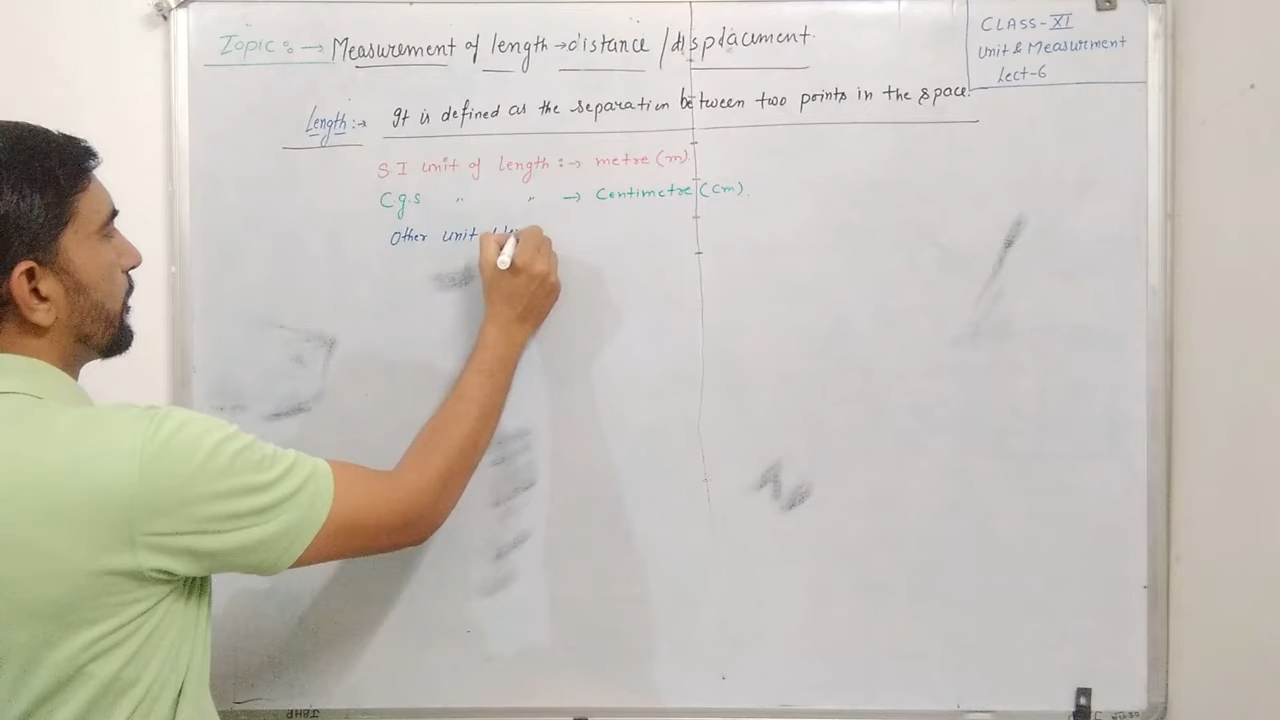 Topic :- → Measurement of length → distance / displacement.
CLASS - XI
Unit & Measurment
Lect-6
Length :→ It is defined as the separation between two points in the space.
S I unit of length :→ metre (m).
C.g.s " " → Centimetre (Cm).
Other unit